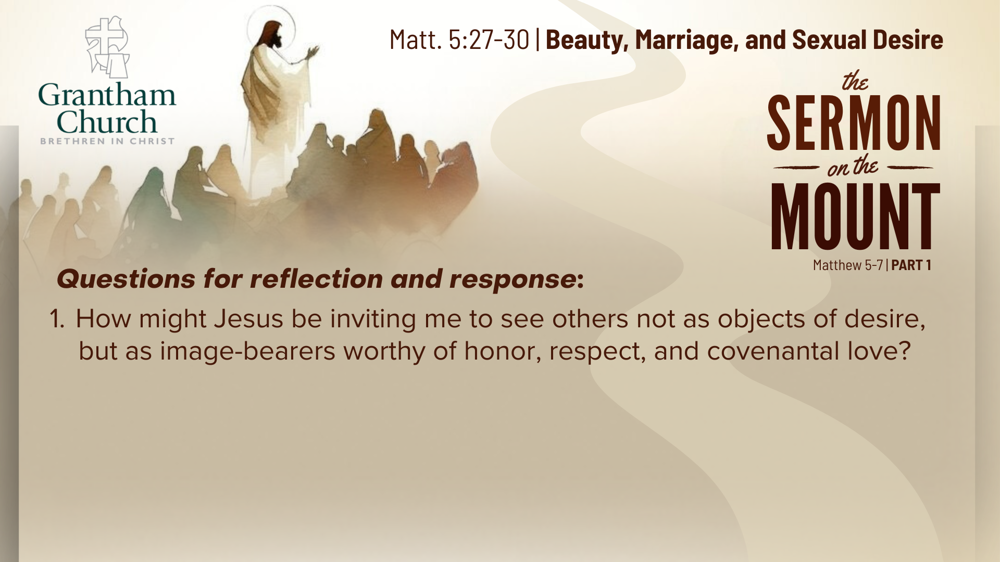 Grantham
Church
BRETHREN IN CHRIST
Matt. 5:27-30 | Beauty, Marriage, and Sexual Desire
the
SERMON
on the
MOUNT
Matthew 5-7 | PART 1
Questions for reflection and response:
1. How might Jesus be inviting me to see others not as objects of desire,
but as image-bearers worthy of honor, respect, and covenantal love?